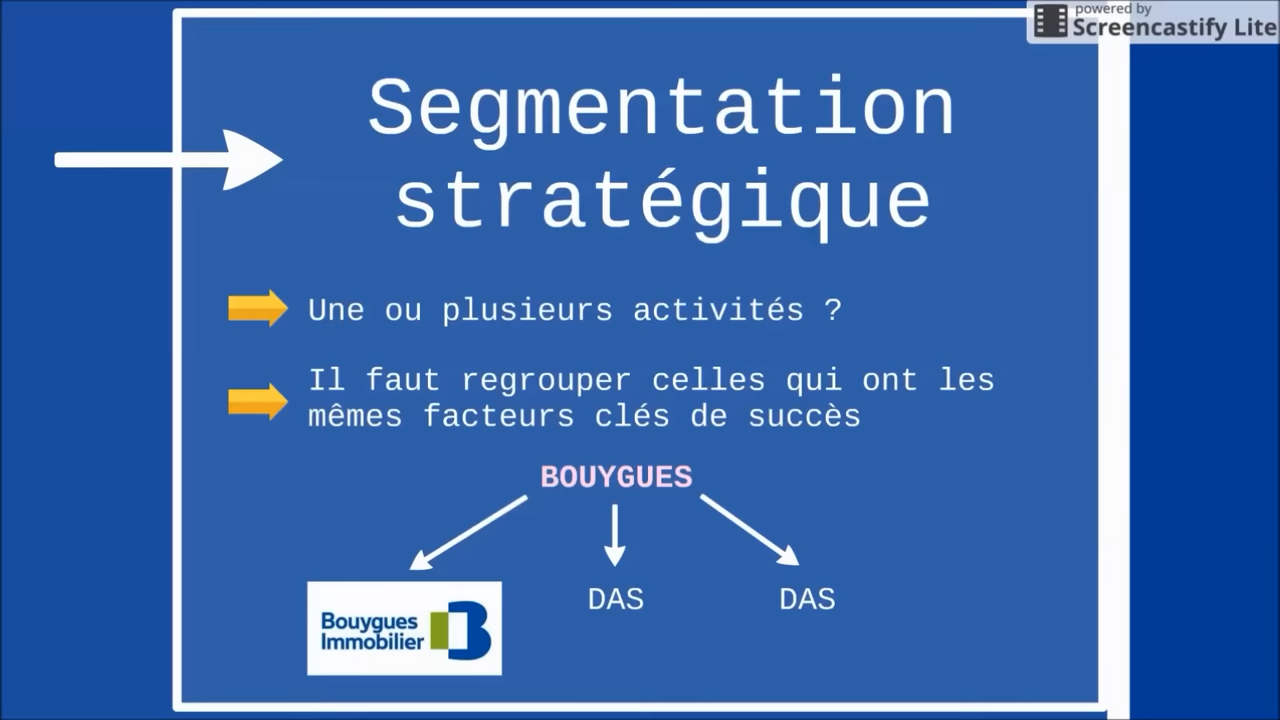 powered by
Screencastify Lite
Segmentation
stratégique
Une ou plusieurs activités ?
Il faut regrouper celles qui ont les
mêmes facteurs clés de succès
BOUYGUES
Bouygues
Immobilier
DAS
DAS